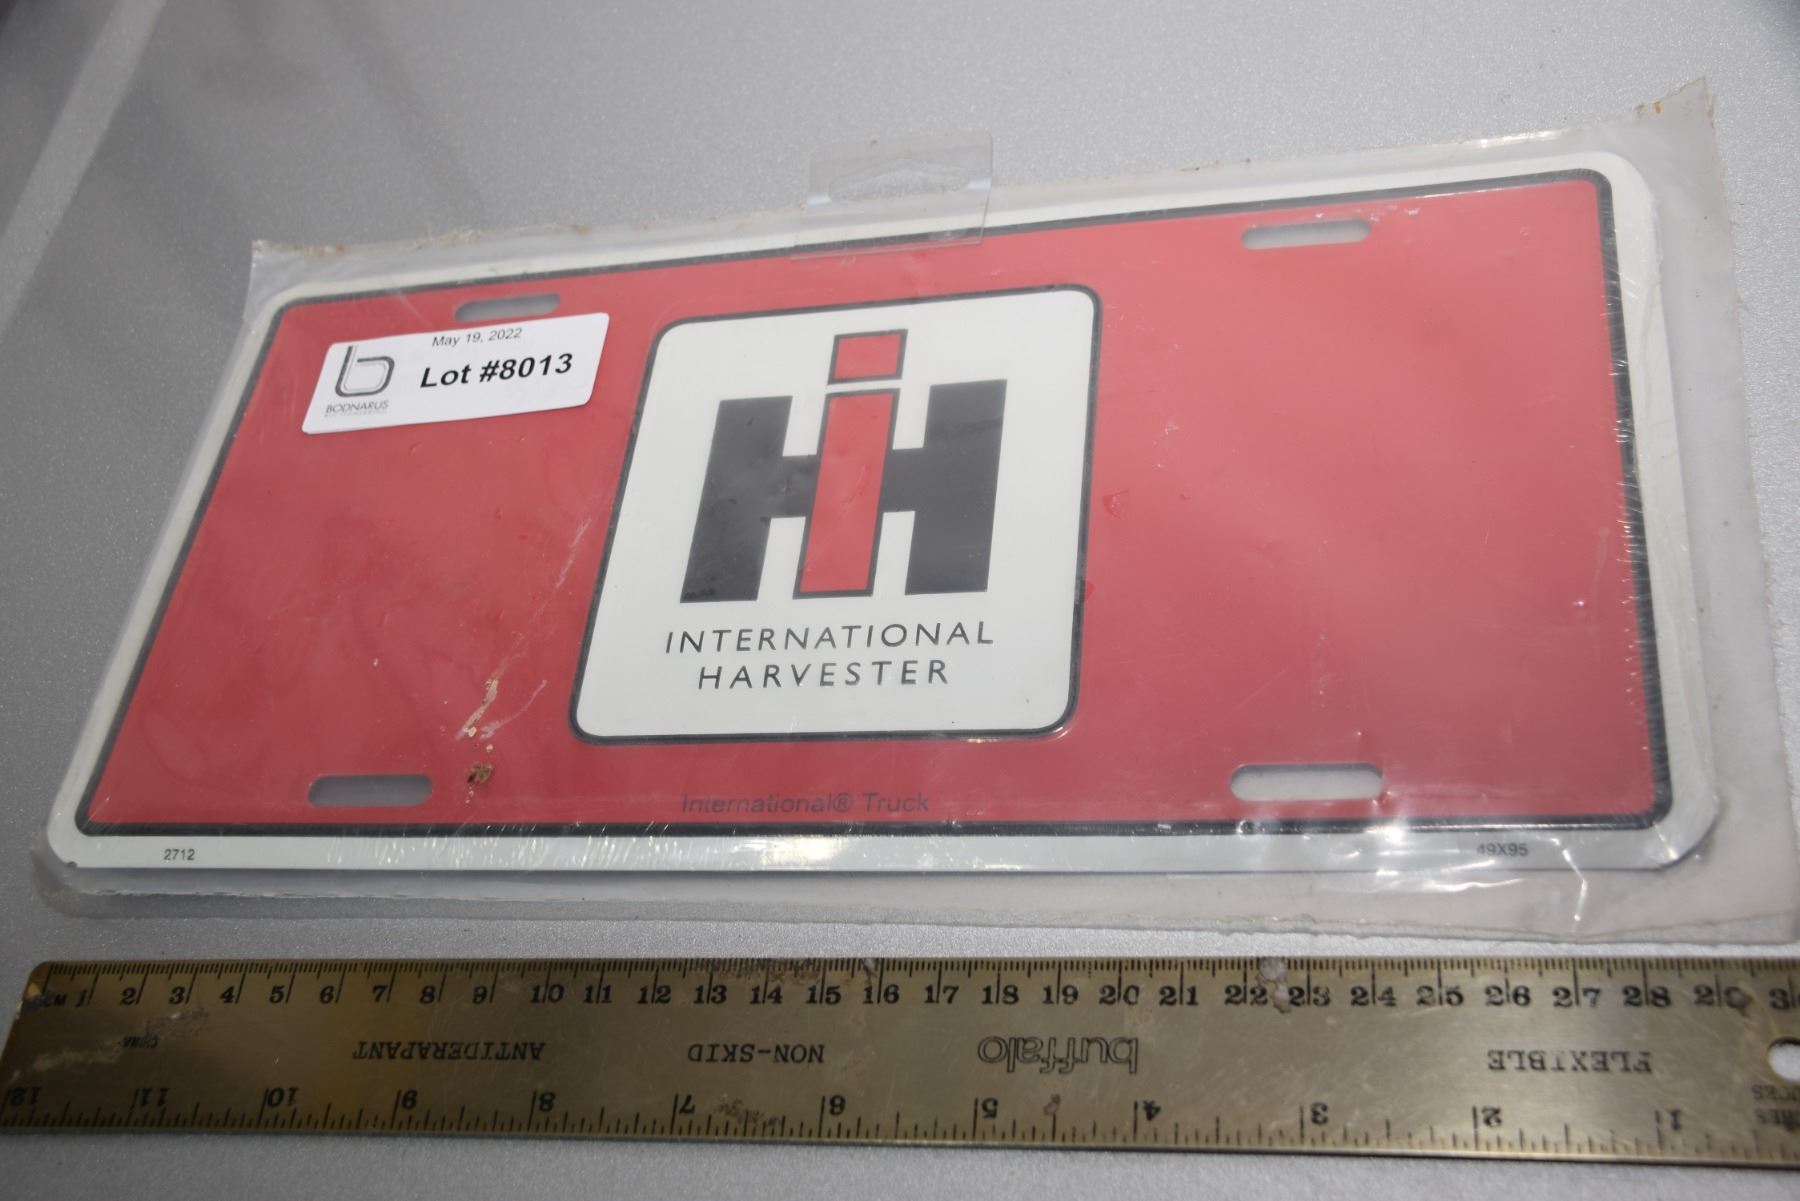 May 19, 2022
Lot #8013
BODNARUS
IH
INTERNATIONAL
HARVESTER
International® Truck
2712
49X95
1 2 3 4 5 6 7 8 9 10 11 12 13 14 15 16 17 18 19 20 21 22 23 24 25 26 27 28 29
FLEXIBLE buffalo NON-SKID ANTIDERAPANT
1 2 3 4 5 6 7 8 9 10 11 12